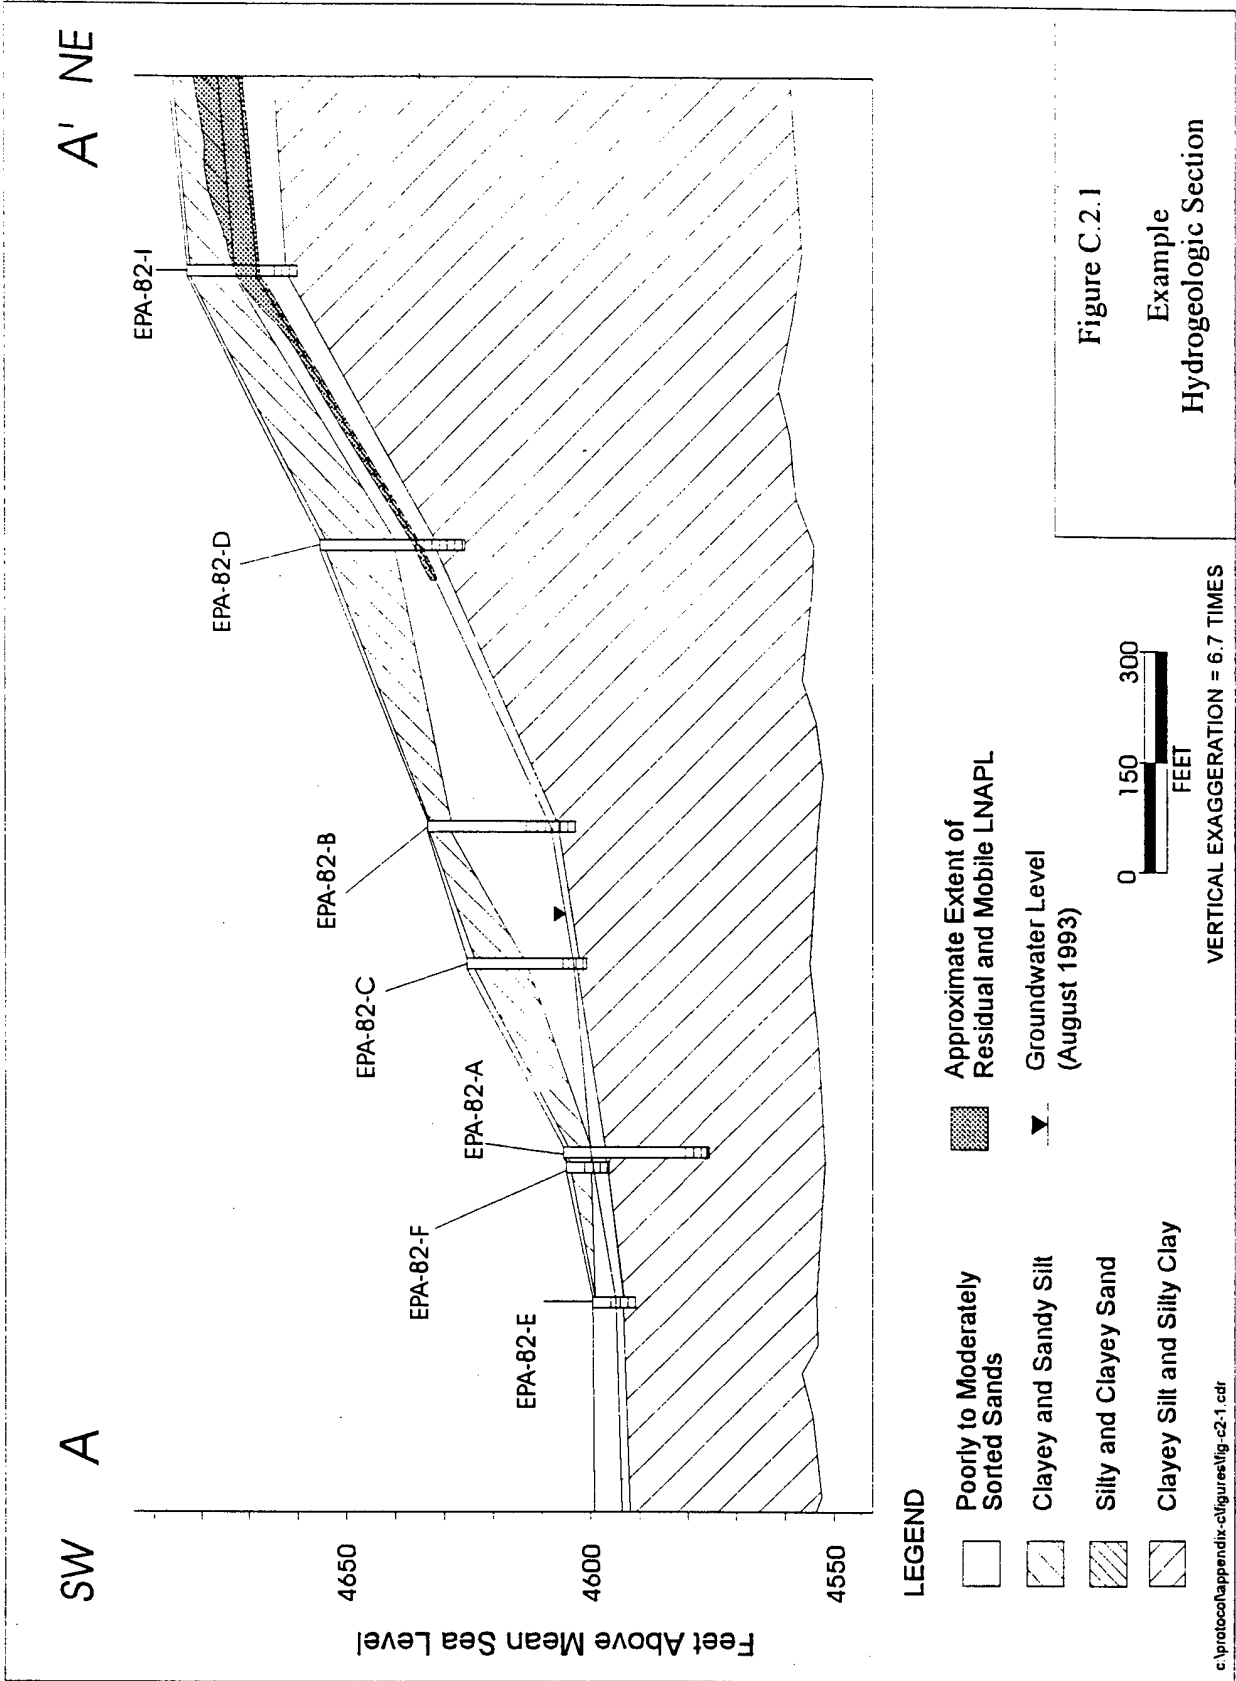 SW A
A' NE
EPA-82-I
EPA-82-D
EPA-82-B
EPA-82-C
EPA-82-A
EPA-82-F
EPA-82-E
4650
4600
4550
Feet Above Mean Sea Level
LEGEND
Poorly to Moderately
Sorted Sands
Clayey and Sandy Silt
Silty and Clayey Sand
Clayey Silt and Silty Clay
Approximate Extent of
Residual and Mobile LNAPL
Groundwater Level
(August 1993)
0 150 300
FEET
VERTICAL EXAGGERATION = 6.7 TIMES
Figure C.2.1
Example
Hydrogeologic Section
c:\protocol\appendix-c\figures\fig-c2-1.cdr